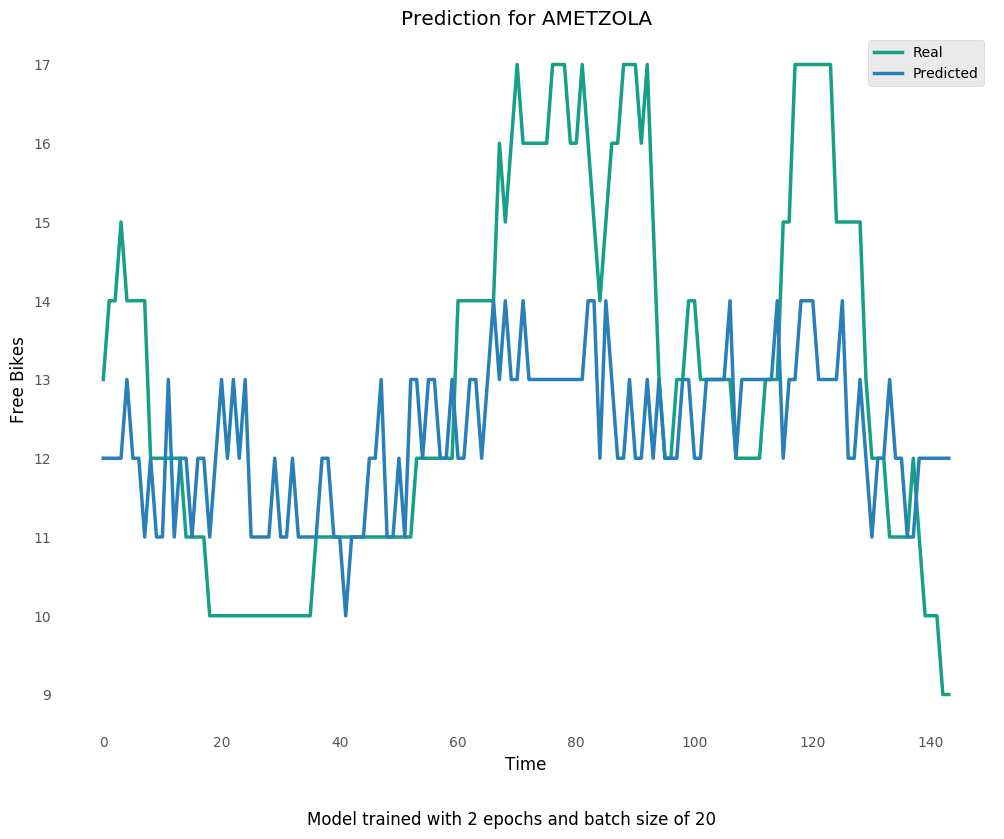 Prediction for AMETZOLA
Real
Predicted
17
16
15
14
13
12
11
10
9
Free Bikes
0 20 40 60 80 100 120 140
Time
Model trained with 2 epochs and batch size of 20